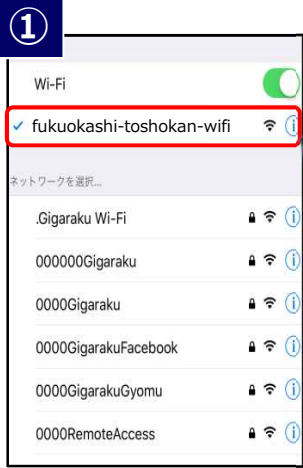 ①
Wi-Fi
fukuokashi-toshokan-wifi
ネットワークを選択...
.Gigaraku Wi-Fi
000000Gigaraku
0000Gigaraku
0000GigarakuFacebook
0000GigarakuGyomu
0000RemoteAccess